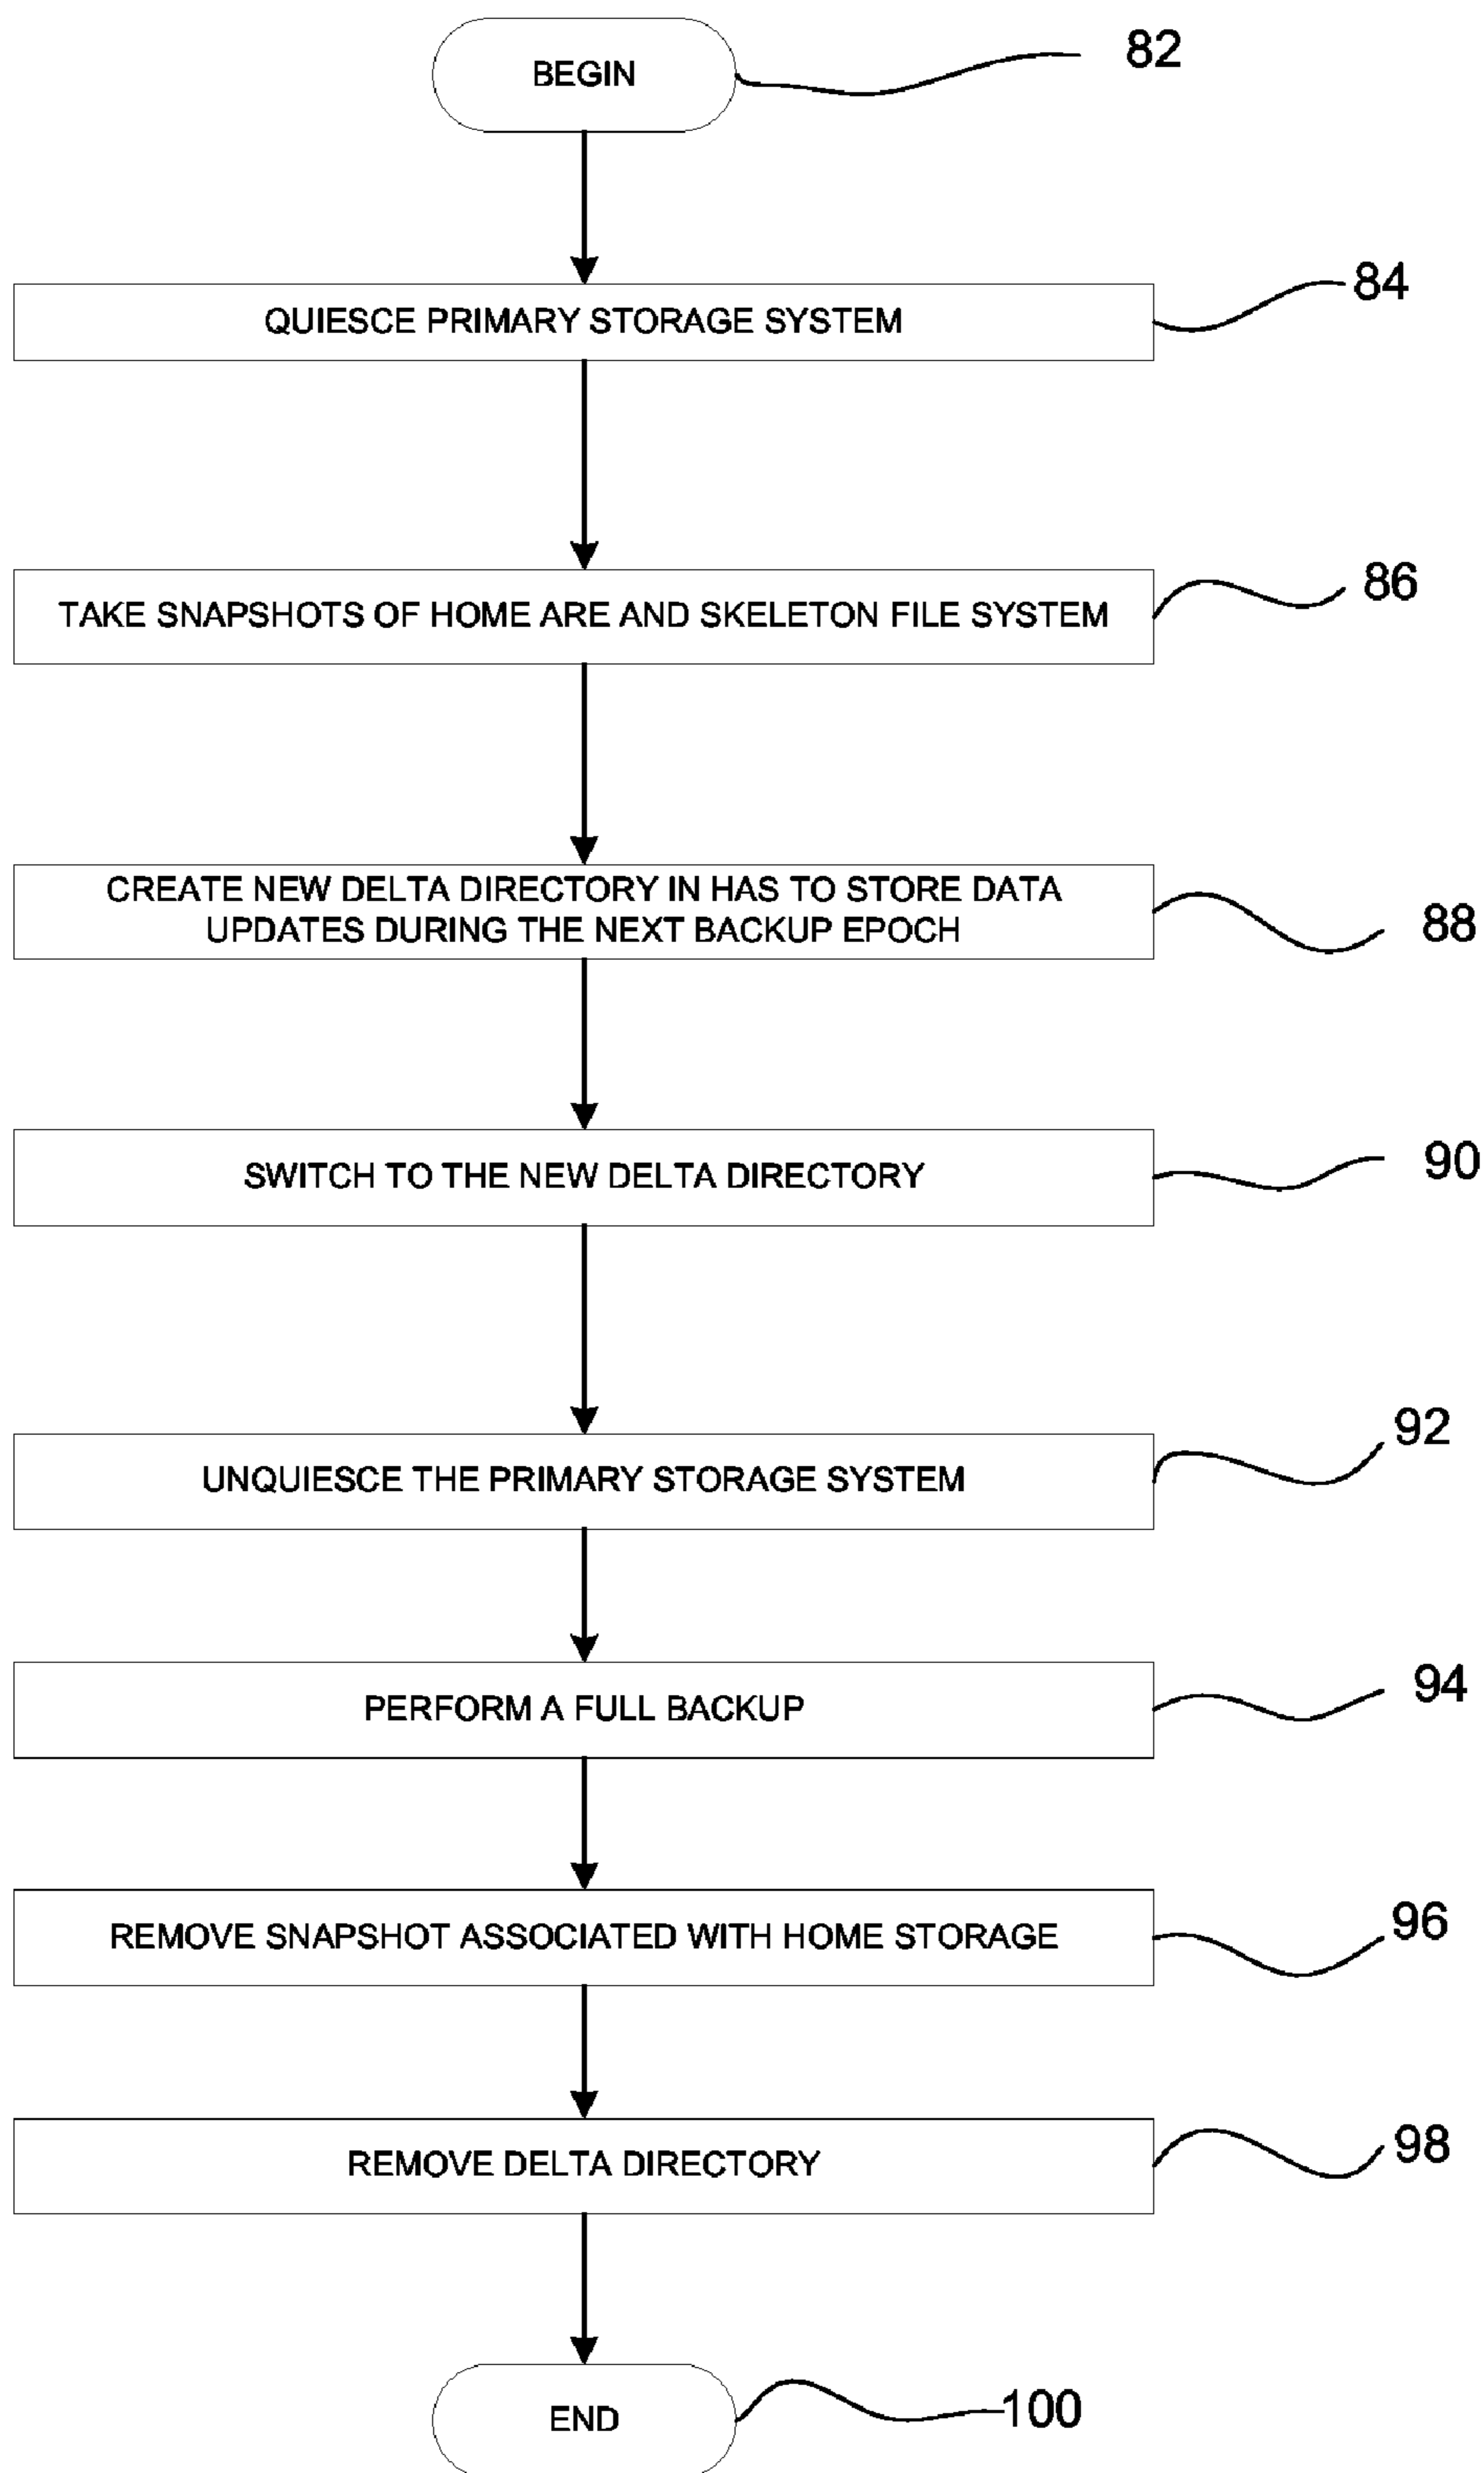 BEGIN
82
QUIESCE PRIMARY STORAGE SYSTEM
84
TAKE SNAPSHOTS OF HOME ARE AND SKELETON FILE SYSTEM
86
CREATE NEW DELTA DIRECTORY IN HAS TO STORE DATA
UPDATES DURING THE NEXT BACKUP EPOCH
88
SWITCH TO THE NEW DELTA DIRECTORY
90
UNQUIESCE THE PRIMARY STORAGE SYSTEM
92
PERFORM A FULL BACKUP
94
REMOVE SNAPSHOT ASSOCIATED WITH HOME STORAGE
96
REMOVE DELTA DIRECTORY
98
END
100